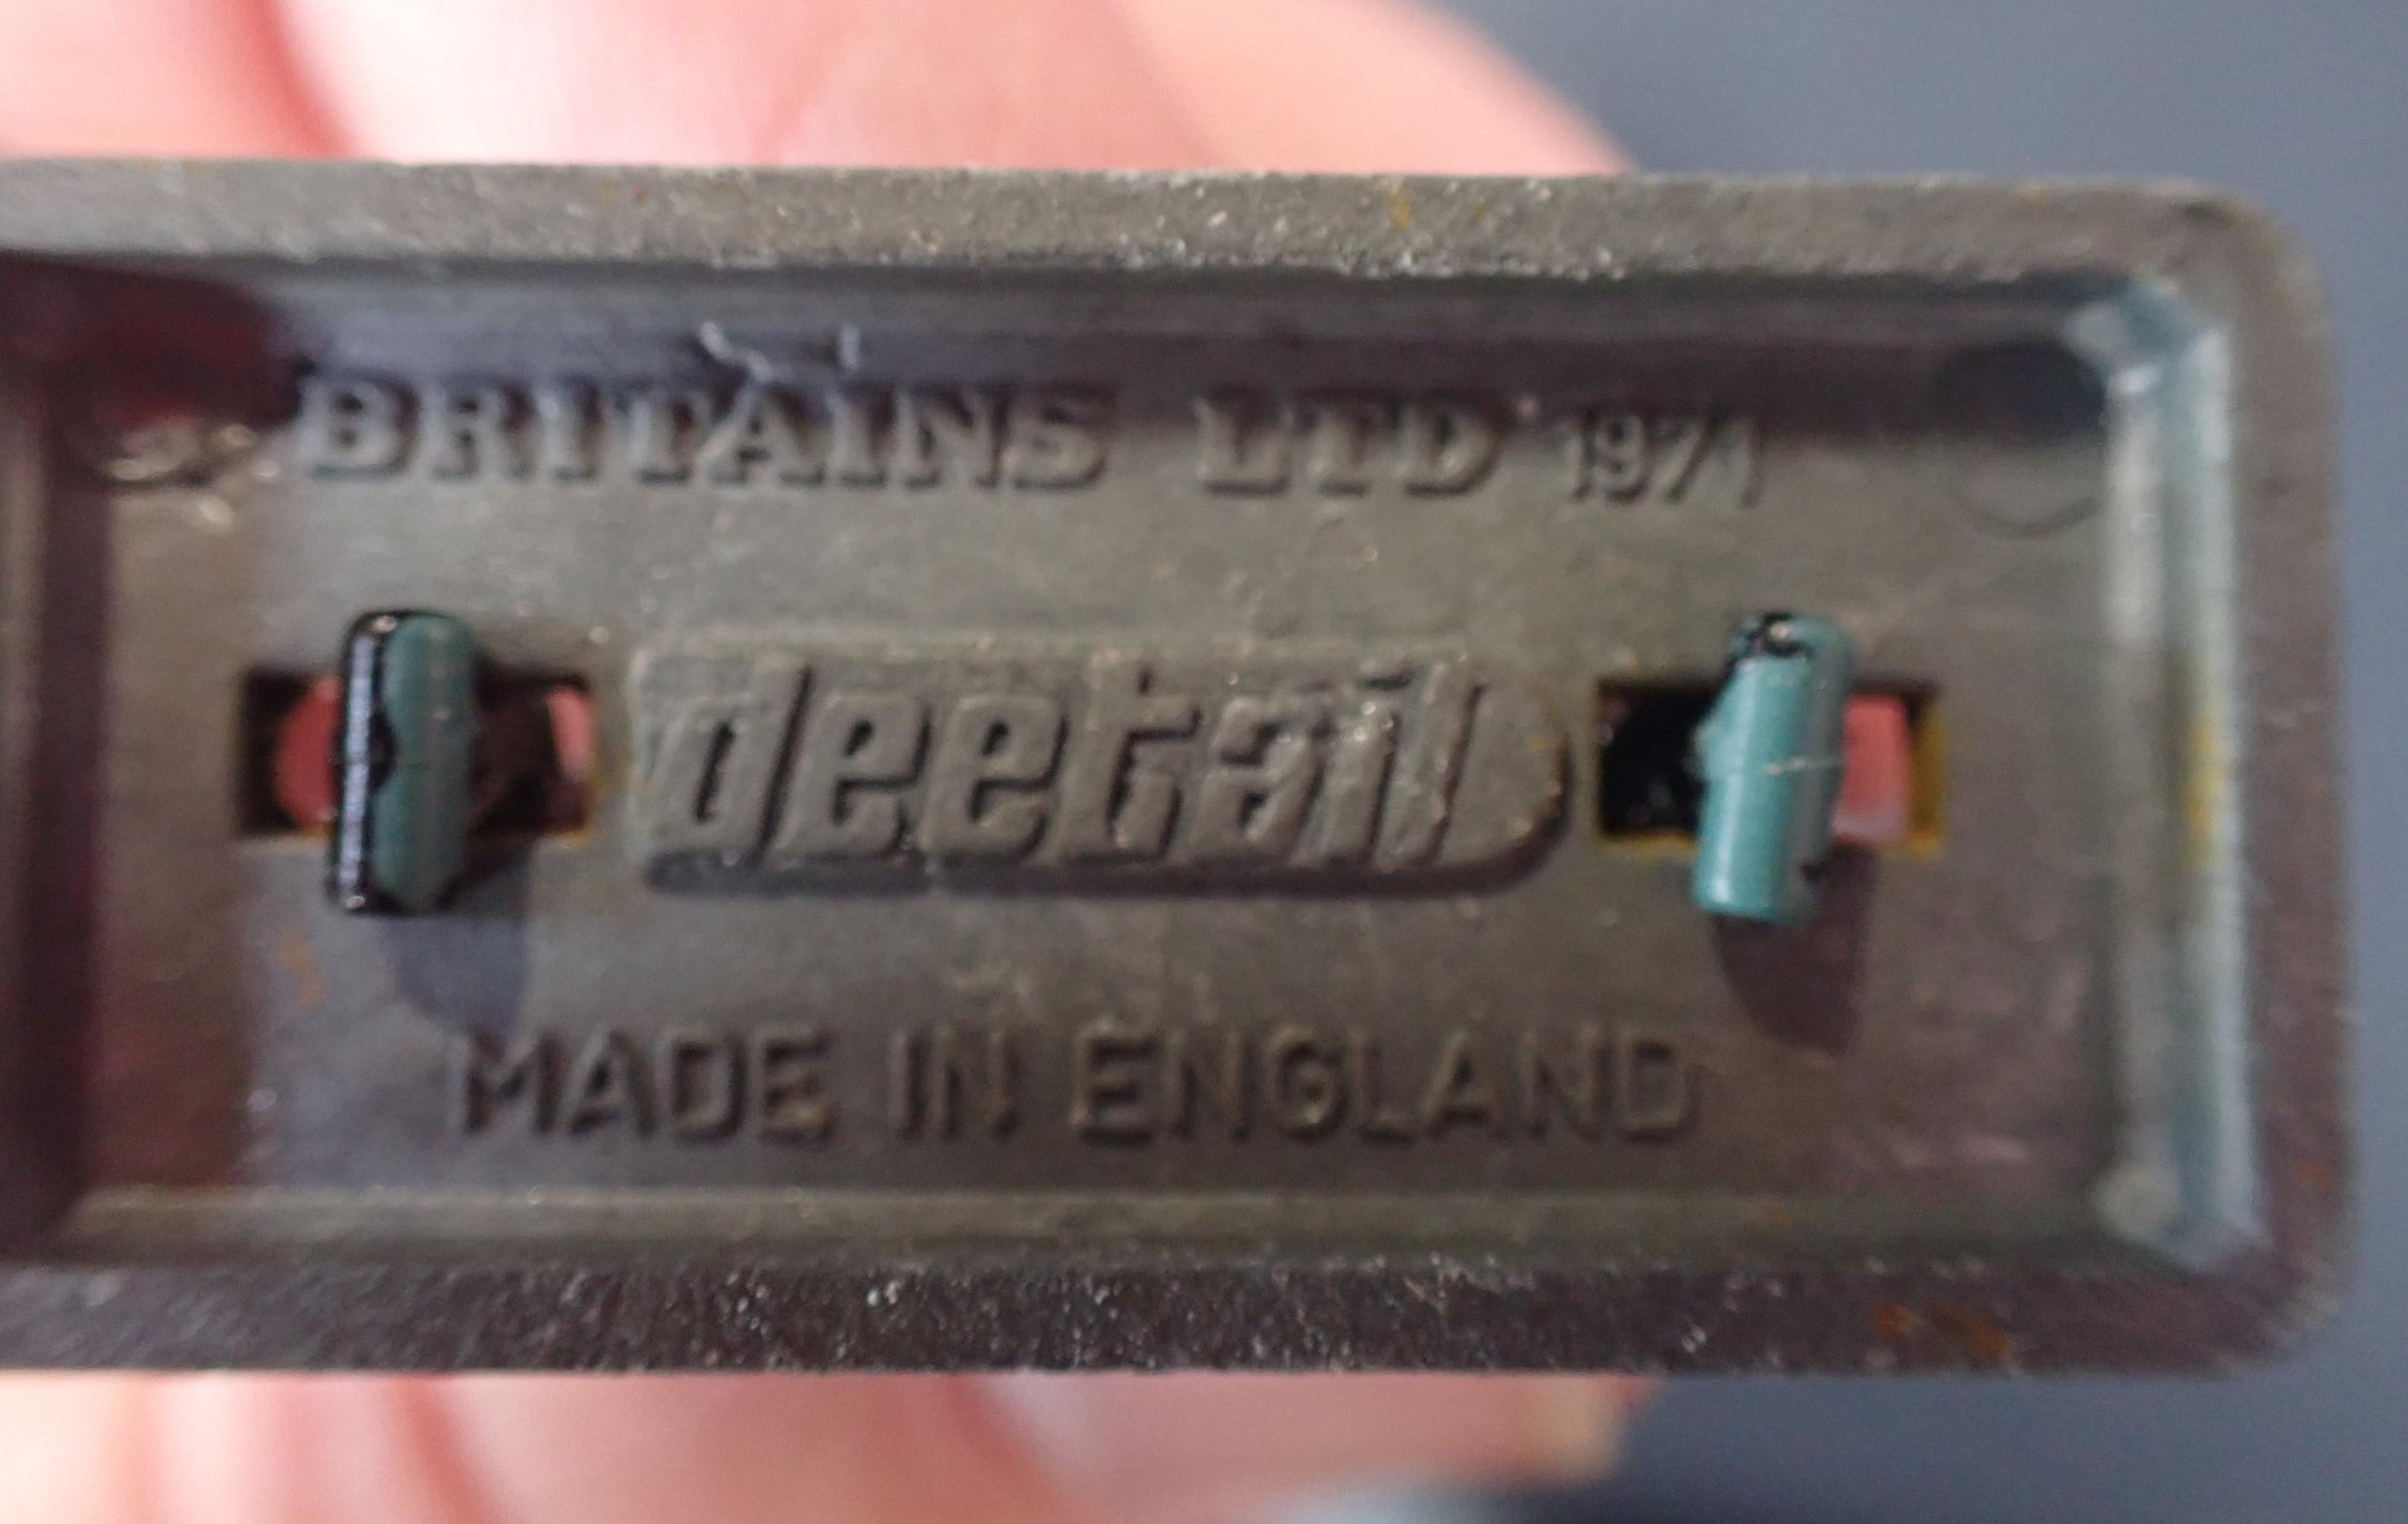 BRITAINS LTD 1971
deetail
MADE IN ENGLAND